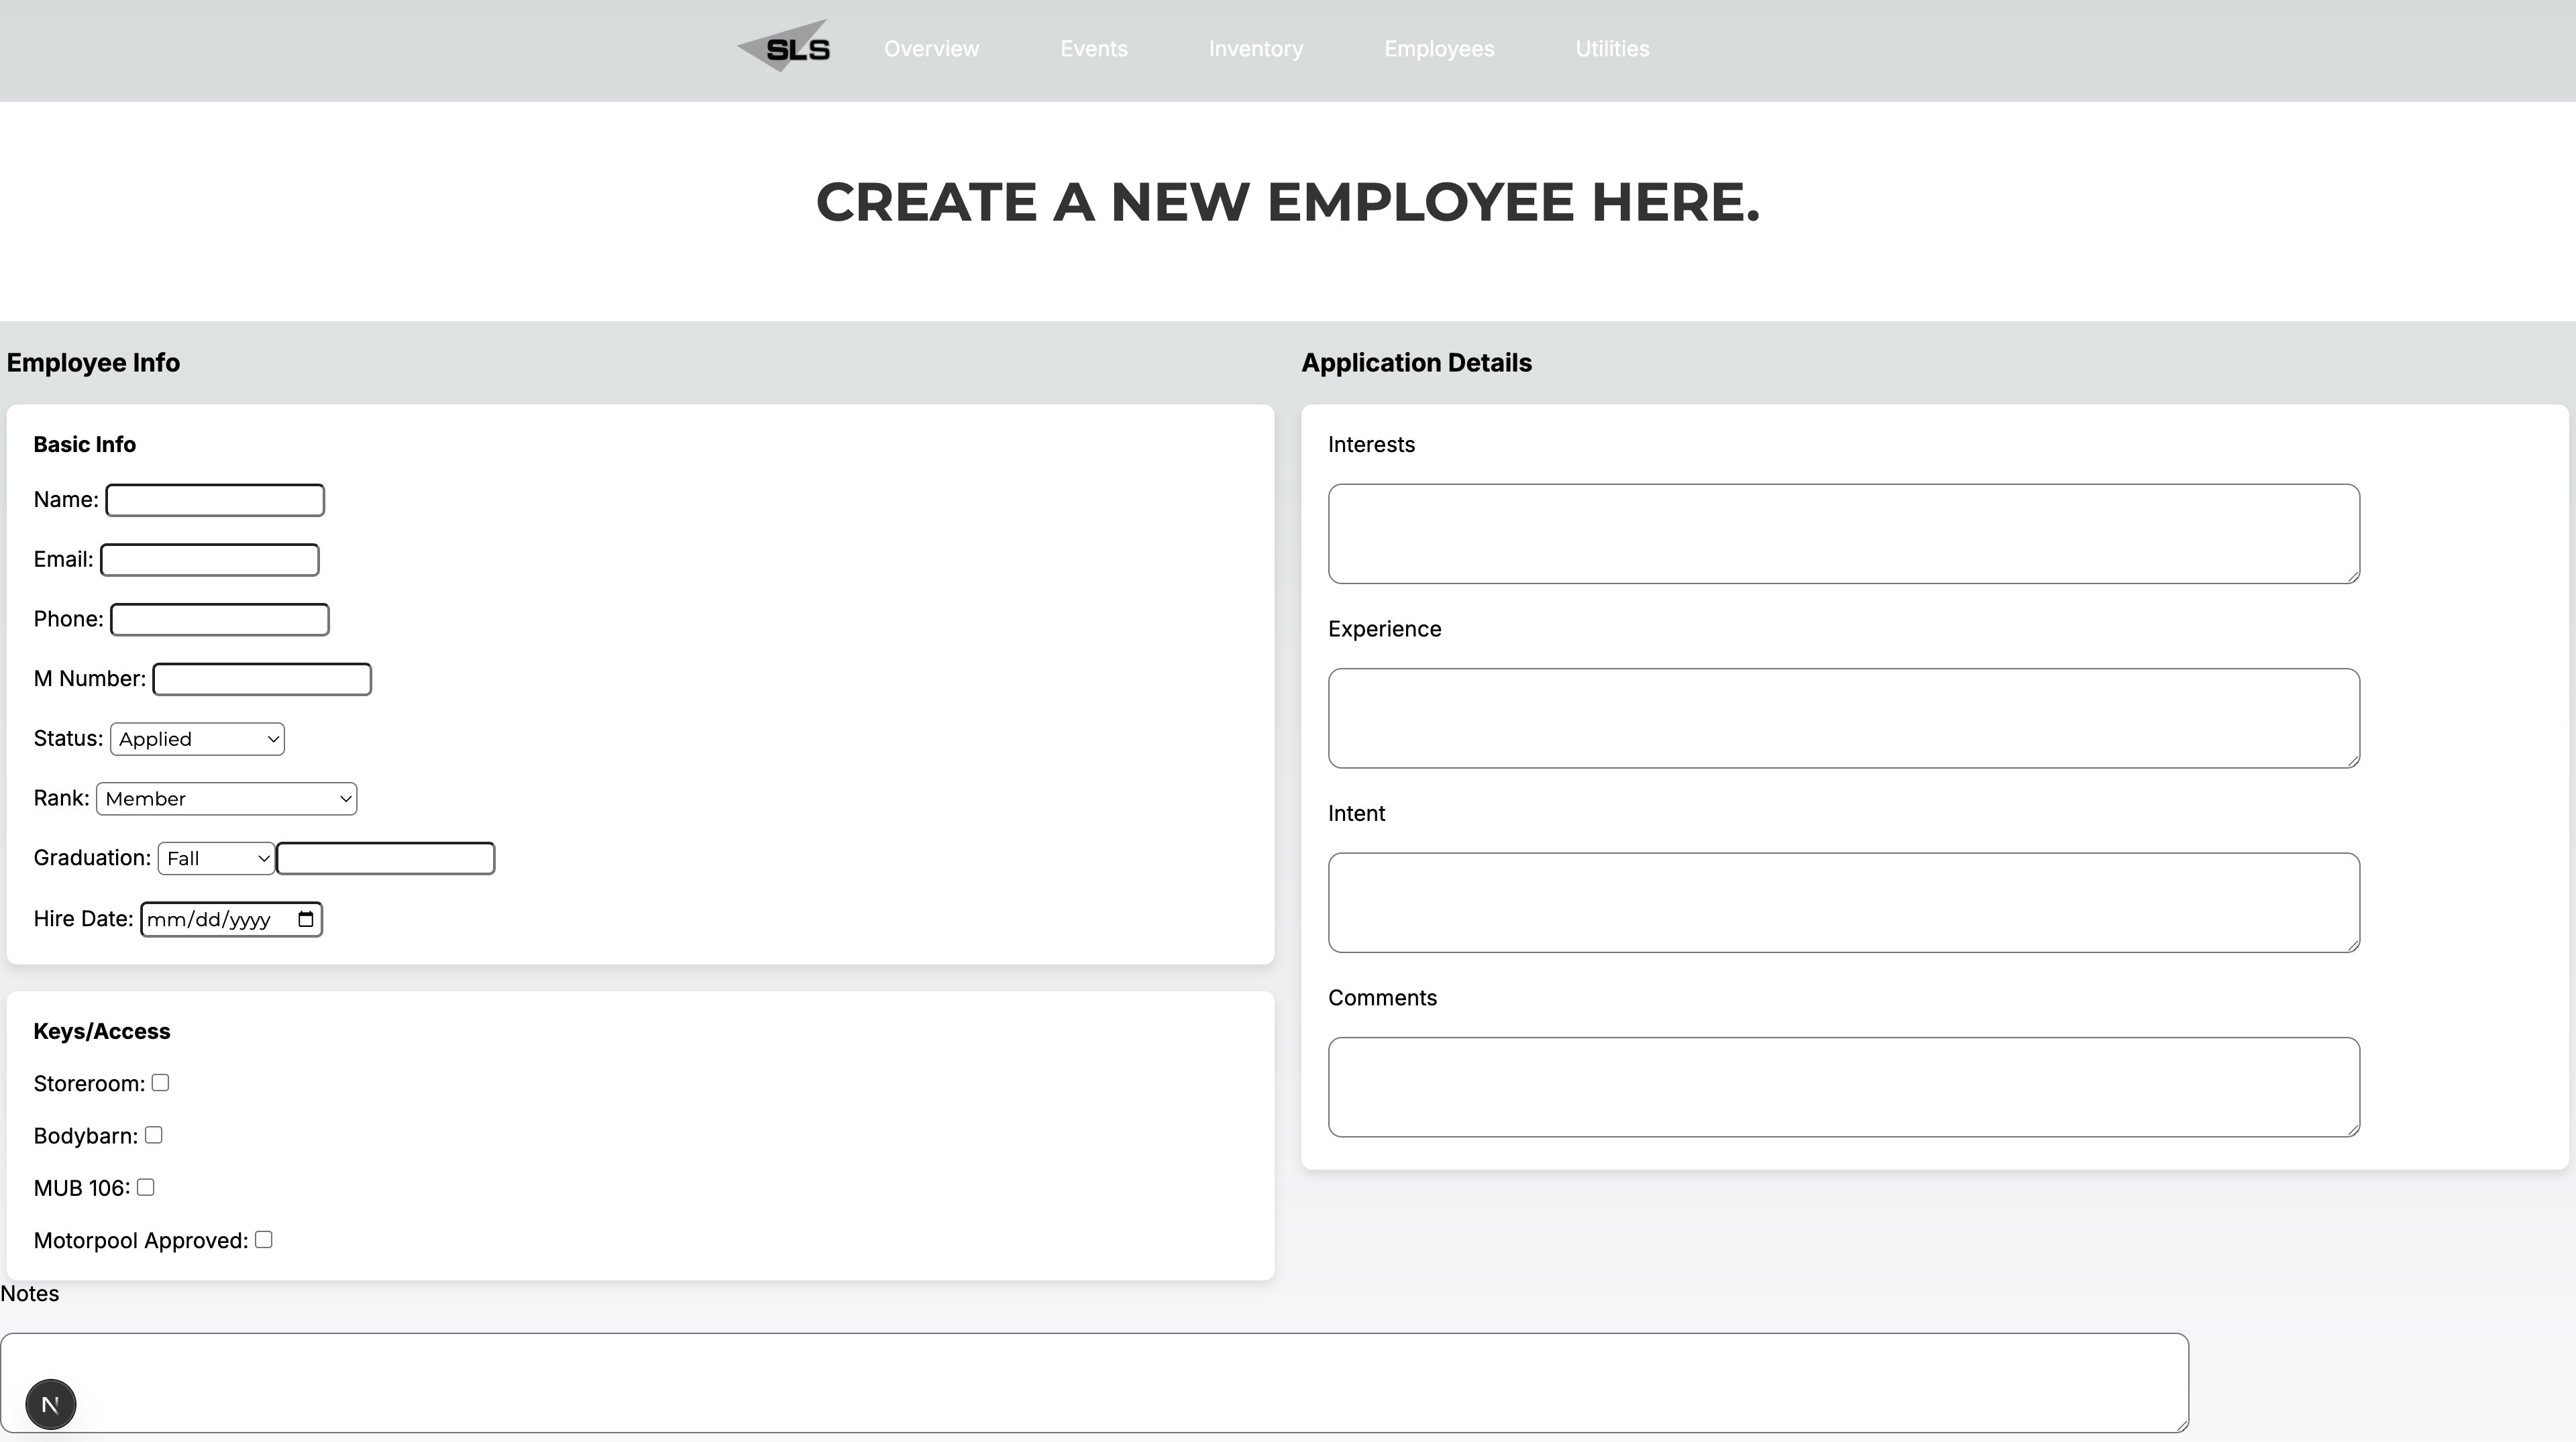 SLS Overview Events Inventory Employees Utilities
CREATE A NEW EMPLOYEE HERE.
Employee Info
Basic Info
Name:
Email:
Phone:
M Number:
Status: Applied
Rank: Member
Graduation: Fall
Hire Date: mm/dd/yyyy
Keys/Access
Storeroom:
Bodybarn:
MUB 106:
Motorpool Approved:
Application Details
Interests
Experience
Intent
Comments
Notes
N